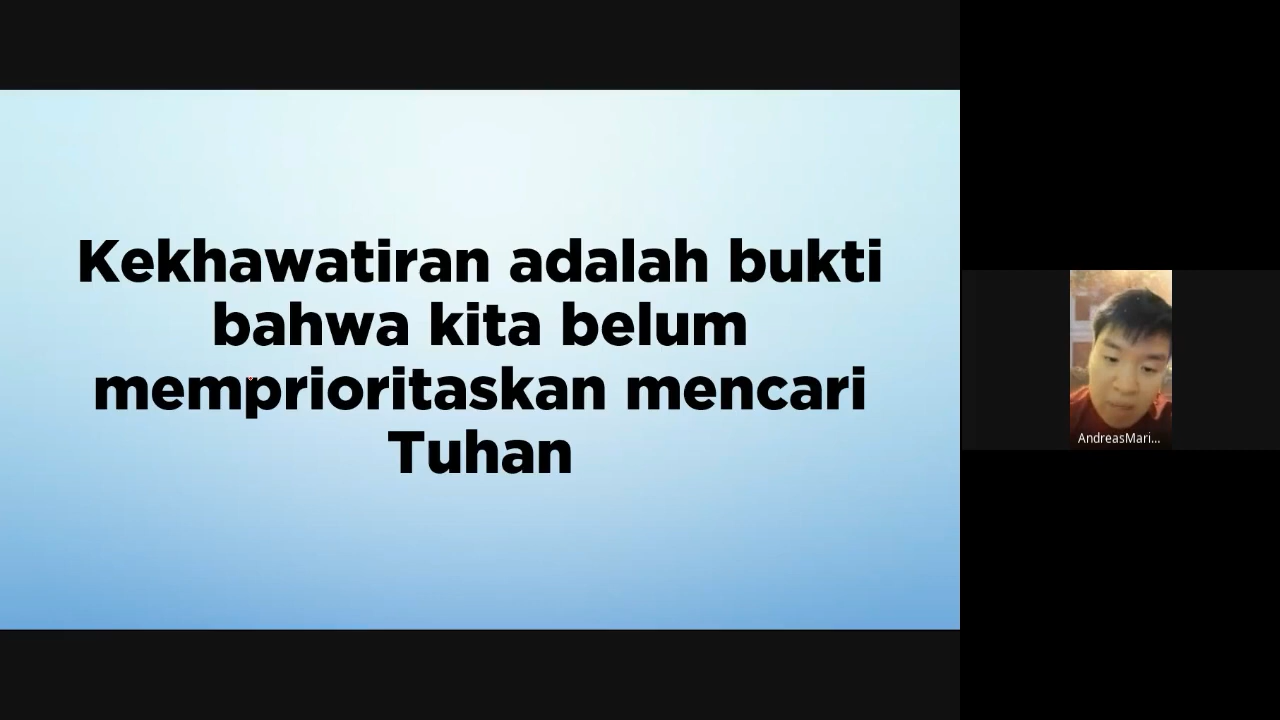 Kekhawatiran adalah bukti
bahwa kita belum
memprioritaskan mencari
Tuhan
AndreasMari...